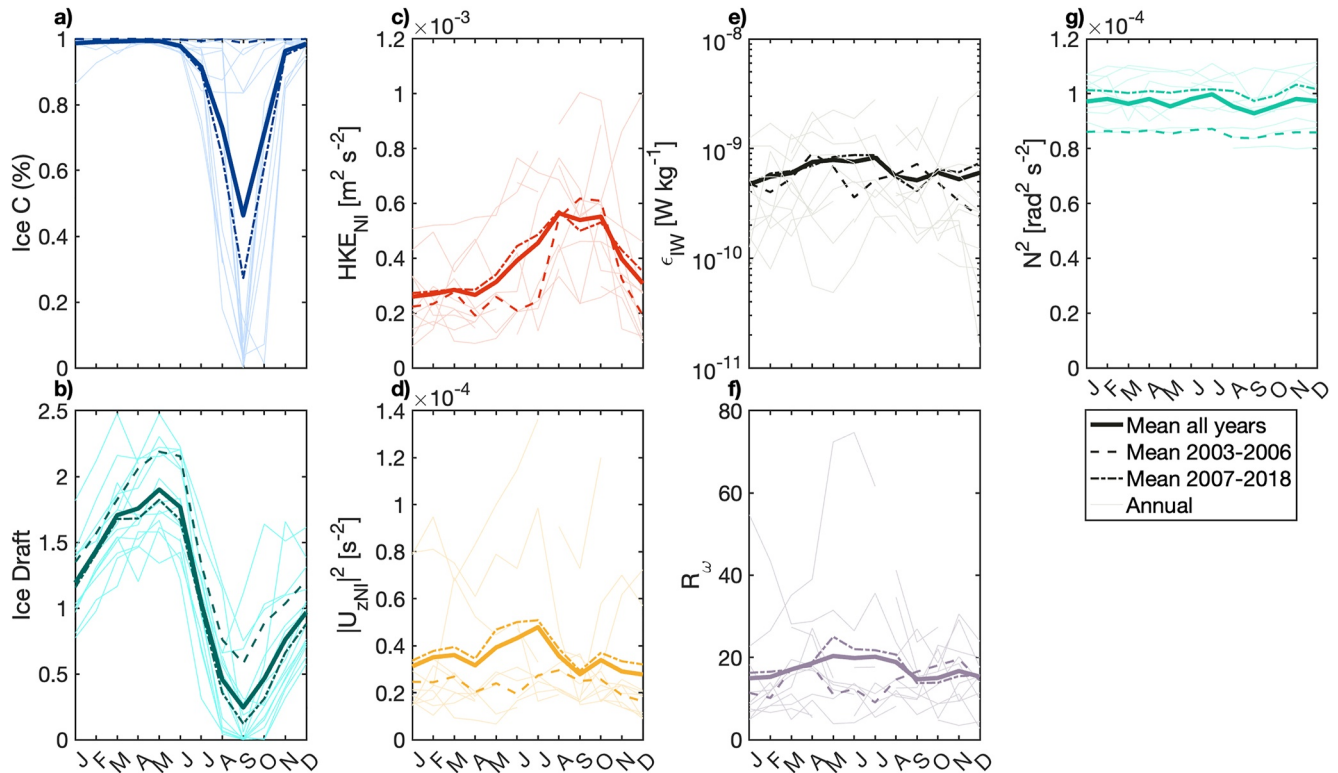 a)
Ice C (%)
1
0.8
0.6
0.4
0.2
0
b)
Ice Draft
2.5
2
1.5
1
0.5
0
J F M A M J J A S O N D
c)
×10⁻³
HKE_NI [m² s⁻²]
1.2
1
0.8
0.6
0.4
0.2
0
d)
×10⁻⁴
|U_zNI|² [s⁻²]
1.4
1.2
1
0.8
0.6
0.4
0.2
0
J F M A M J J A S O N D
e)
ϵ_IW [W kg⁻¹]
10⁻⁸
10⁻⁹
10⁻¹⁰
10⁻¹¹
f)
R_ω
80
60
40
20
0
J F M A M J J A S O N D
g)
×10⁻⁴
N² [rad² s⁻²]
1.2
1
0.8
0.6
0.4
0.2
0
J F M A M J J A S O N D
Mean all years
Mean 2003-2006
Mean 2007-2018
Annual